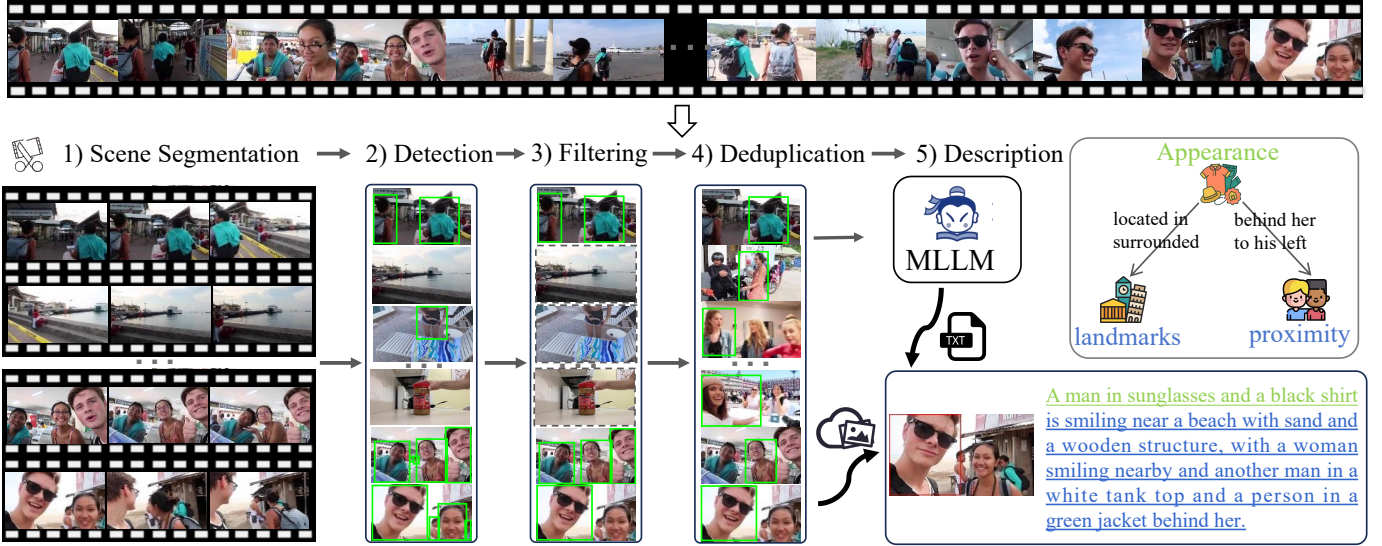 1) Scene Segmentation
2) Detection
3) Filtering
4) Deduplication
5) Description
Appearance
located in
surrounded
behind her
to his left
landmarks
proximity
MLLM
TXT
A man in sunglasses and a black shirt
is smiling near a beach with sand and
a wooden structure, with a woman
smiling nearby and another man in a
white tank top and a person in a
green jacket behind her.